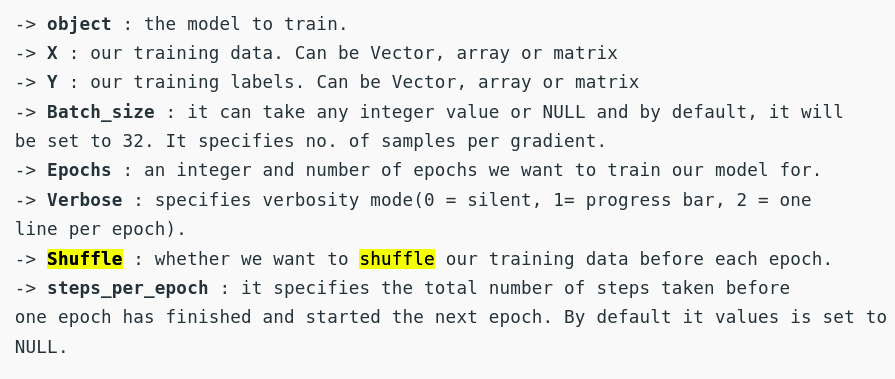 -> object : the model to train.
-> X : our training data. Can be Vector, array or matrix
-> Y : our training labels. Can be Vector, array or matrix
-> Batch_size : it can take any integer value or NULL and by default, it will
be set to 32. It specifies no. of samples per gradient.
-> Epochs : an integer and number of epochs we want to train our model for.
-> Verbose : specifies verbosity mode(0 = silent, 1= progress bar, 2 = one
line per epoch).
-> Shuffle : whether we want to shuffle our training data before each epoch.
-> steps_per_epoch : it specifies the total number of steps taken before
one epoch has finished and started the next epoch. By default it values is set to
NULL.